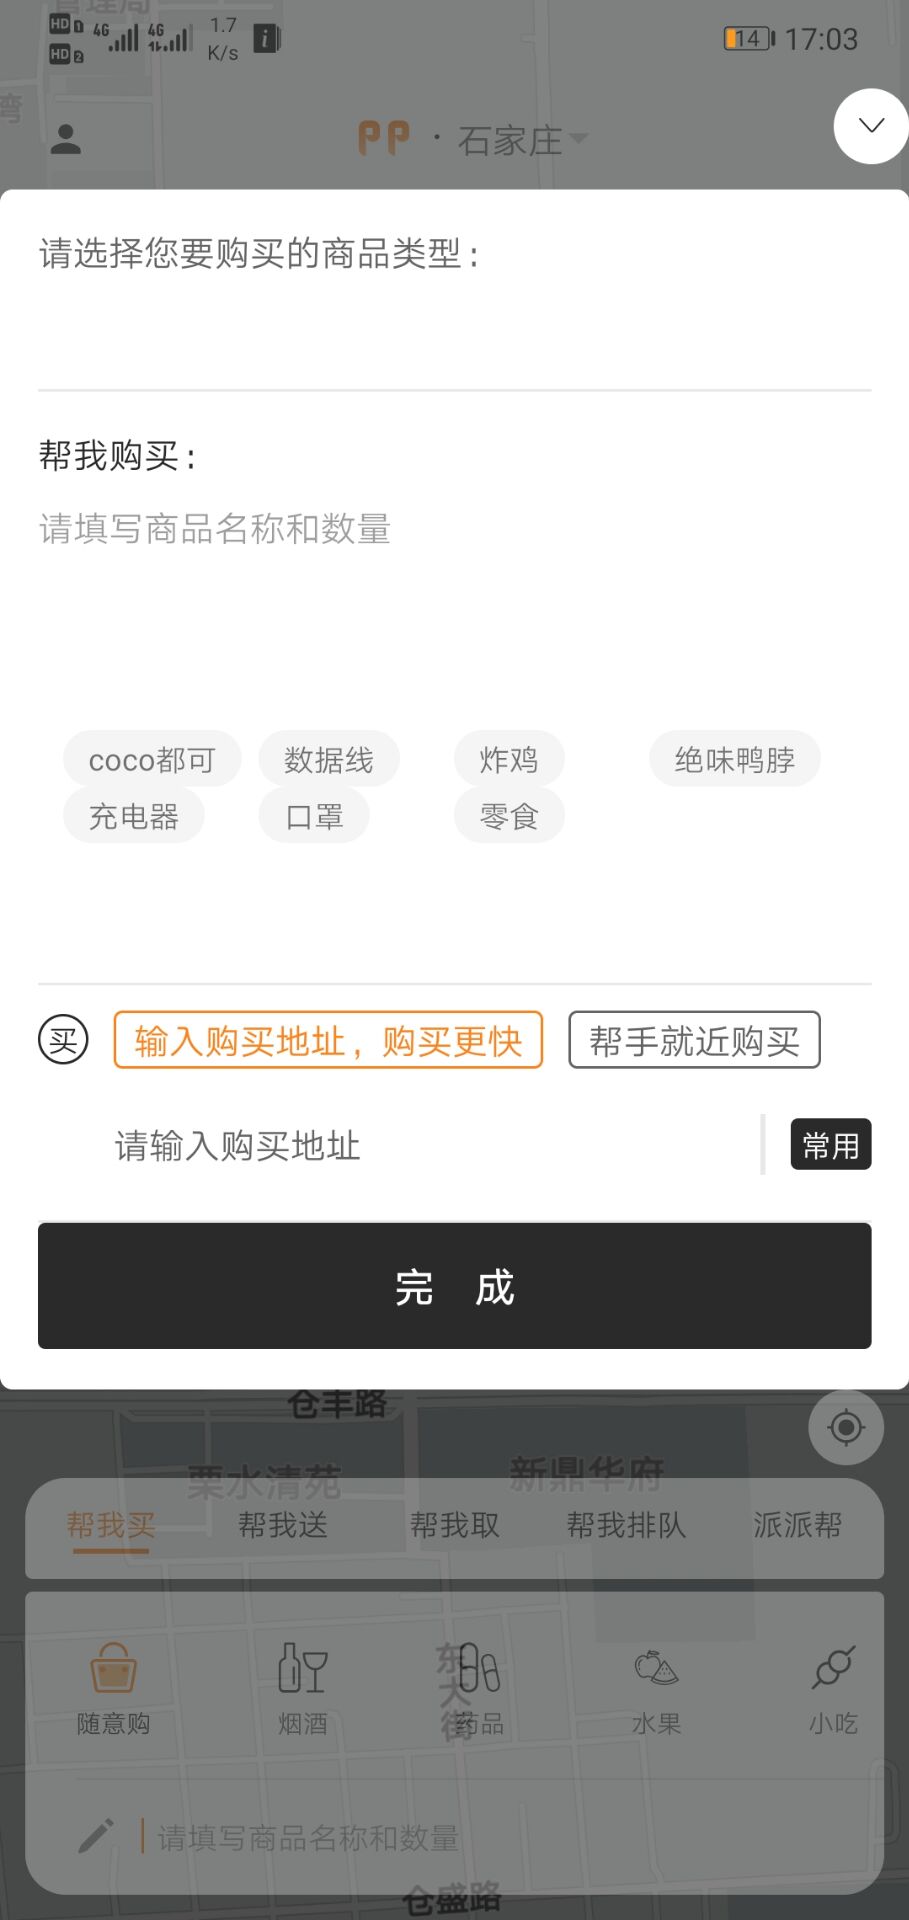 管理局
HD 1 4G 4G 1.7 K/s 14 17:03
HD 2
湾
PP · 石家庄
请选择您要购买的商品类型:
帮我购买:
请填写商品名称和数量
coco都可 数据线 炸鸡 绝味鸭脖
充电器 口罩 零食
买 输入购买地址，购买更快 帮手就近购买
请输入购买地址 常用
完 成
仓丰路
栗水清苑 新鼎华府
帮我买 帮我送 帮我取 帮我排队 派派帮
东大街
随意购 烟酒 药品 水果 小吃
请填写商品名称和数量
仓盛路